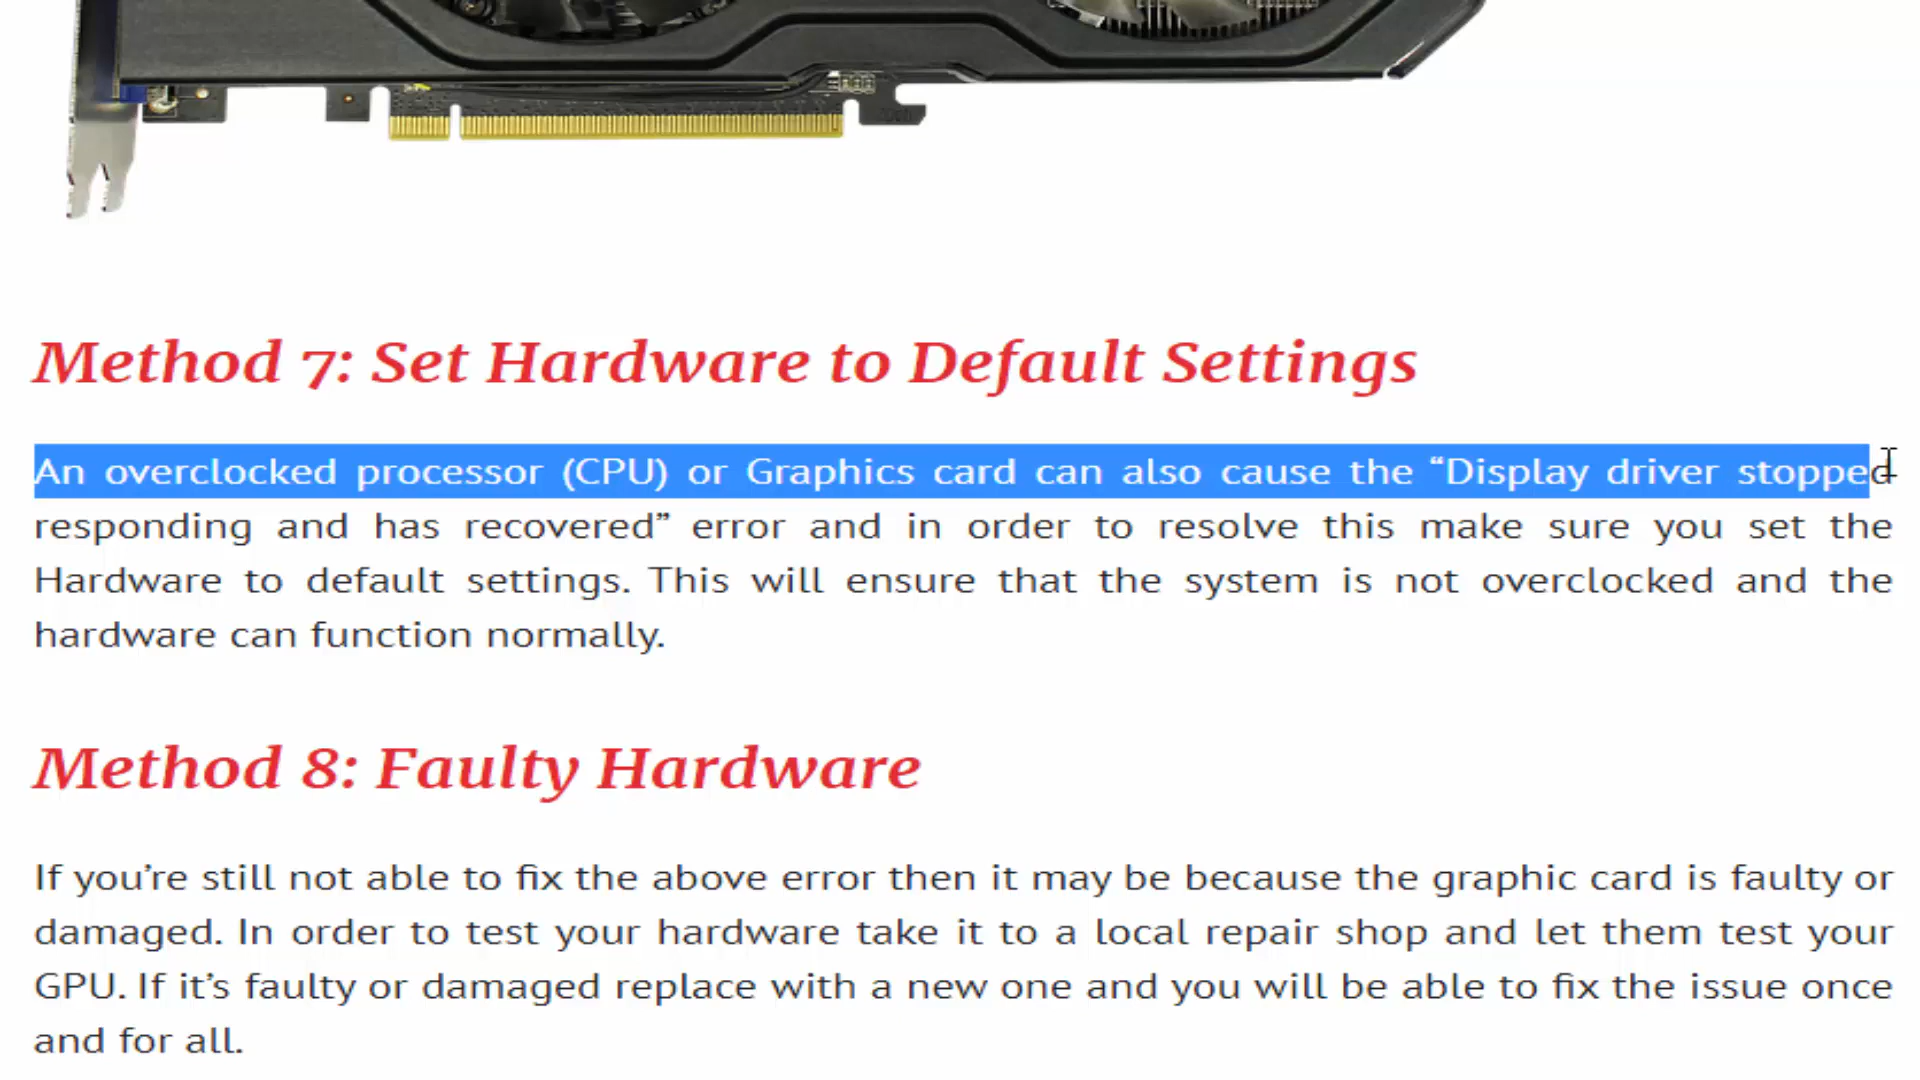 Method 7: Set Hardware to Default Settings
An overclocked processor (CPU) or Graphics card can also cause the “Display driver stopped
responding and has recovered” error and in order to resolve this make sure you set the
Hardware to default settings. This will ensure that the system is not overclocked and the
hardware can function normally.
Method 8: Faulty Hardware
If you’re still not able to fix the above error then it may be because the graphic card is faulty or
damaged. In order to test your hardware take it to a local repair shop and let them test your
GPU. If it’s faulty or damaged replace with a new one and you will be able to fix the issue once
and for all.